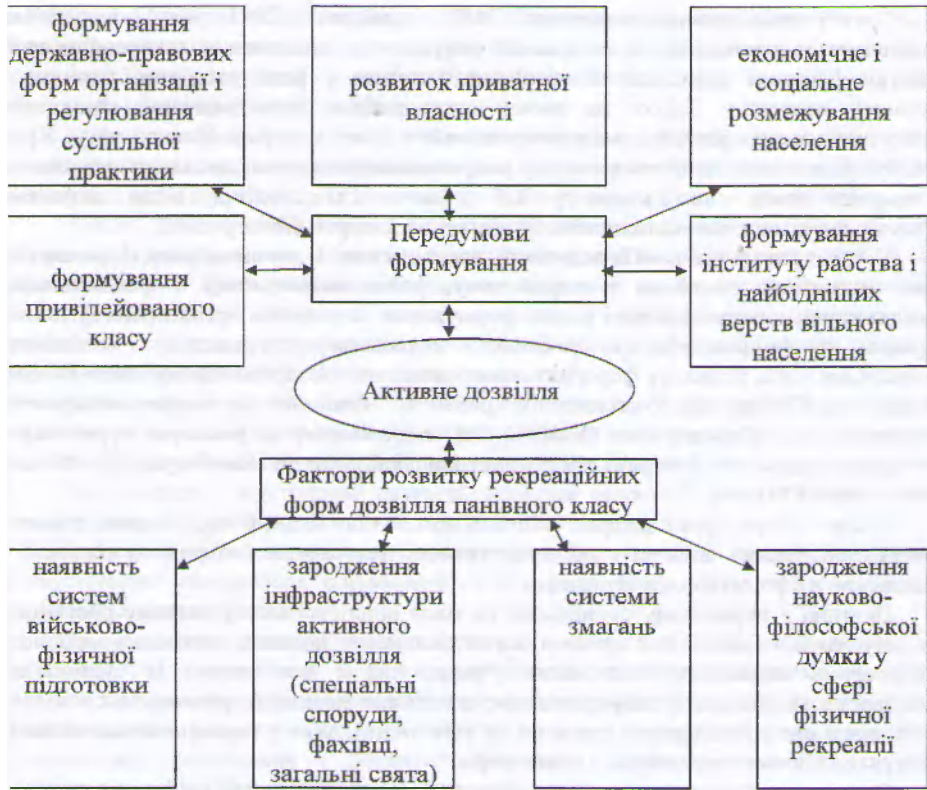 формування
державно-правових
форм організації і
регулювання
суспільної
практики
розвиток приватної
власності
економічне і
соціальне
розмежування
населення
формування
привілейованого
класу
Передумови
формування
формування
інституту рабства і
найбідніших
верств вільного
населення
Активне дозвілля
Фактори розвитку рекреаційних
форм дозвілля панівного класу
наявність
систем
військово-
фізичної
підготовки
зародження
інфраструктури
дозвілля
(спеціальні
споруди,
фахівці,
загальні свята)
наявність
системи
змагань
зародження
науково-
філософської
думки у
сфері
фізичної
рекреації